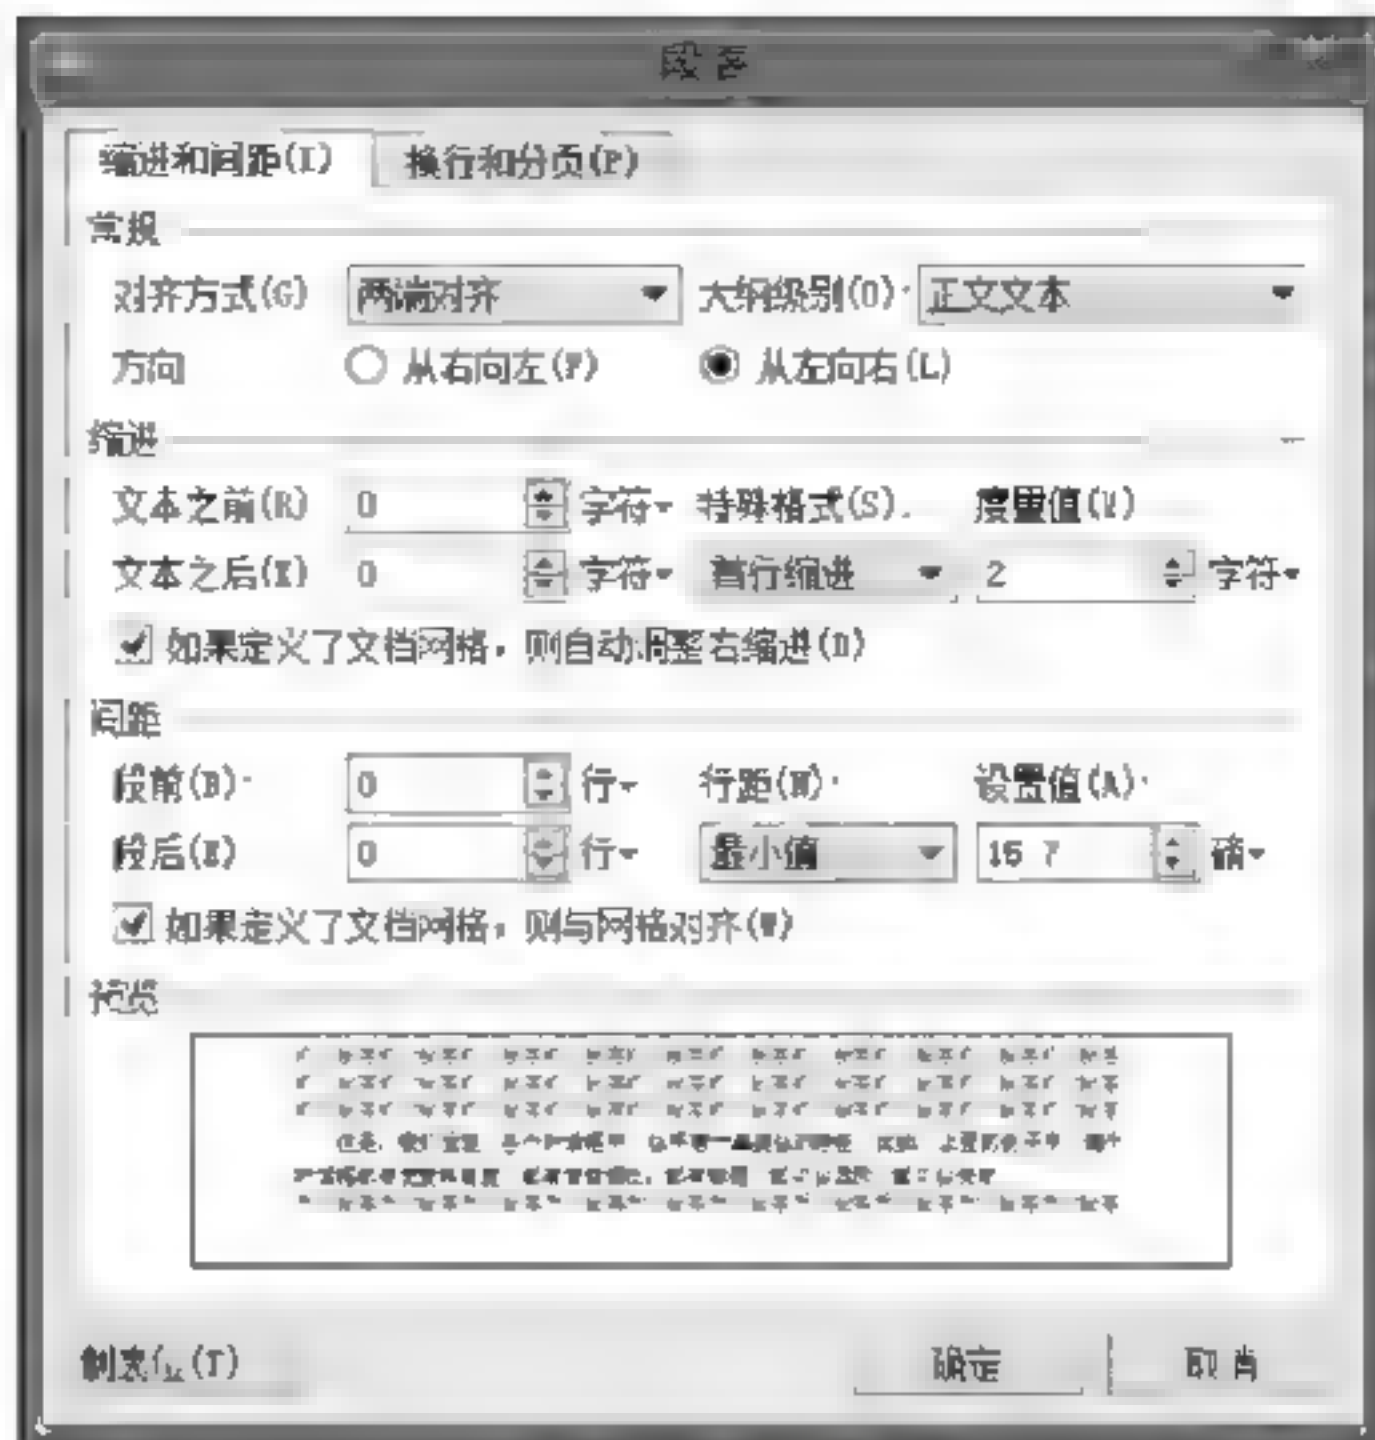 段 落
缩进和间距(I) 换行和分页(P)
常规
对齐方式(G) 两端对齐 大纲级别(O): 正文文本
方向 从右向左(F) 从左向右(L)
缩进
文本之前(R) 0 字符 特殊格式(S): 度量值(Y)
文本之后(X) 0 字符 首行缩进 2 字符
如果定义了文档网格,则自动调整右缩进(D)
间距
段前(B): 0 行 行距(N): 设置值(A):
段后(E) 0 行 最小值 15 7 磅
如果定义了文档网格,则与网格对齐(W)
预览
制表位(T) 确定 取消